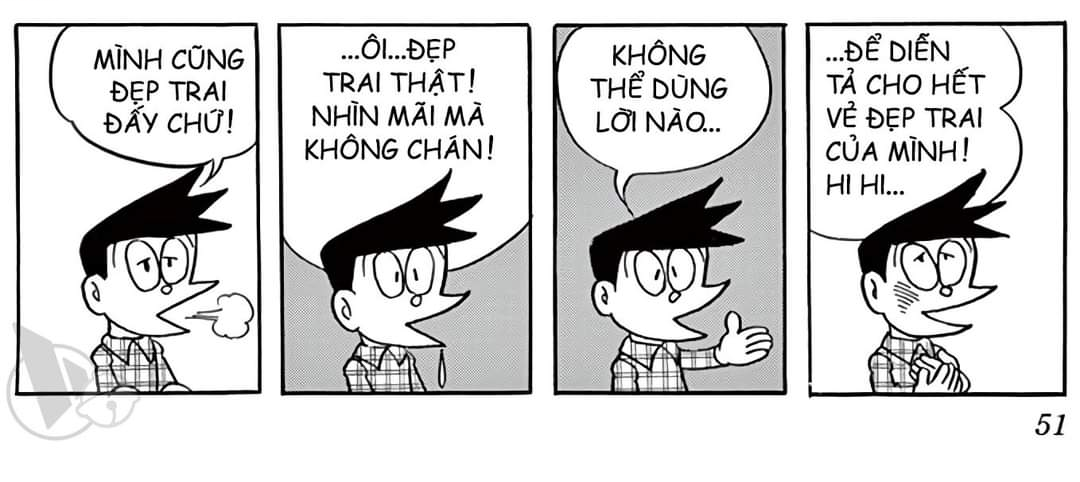 MÌNH CŨNG
ĐẸP TRAI
ĐẤY CHỨ!
...ÔI...ĐẸP
TRAI THẬT!
NHÌN MÃI MÀ
KHÔNG CHÁN!
KHÔNG
THỂ DÙNG
LỜI NÀO...
...ĐỂ DIỄN
TẢ CHO HẾT
VẺ ĐẸP TRAI
CỦA MÌNH!
HI HI...
51